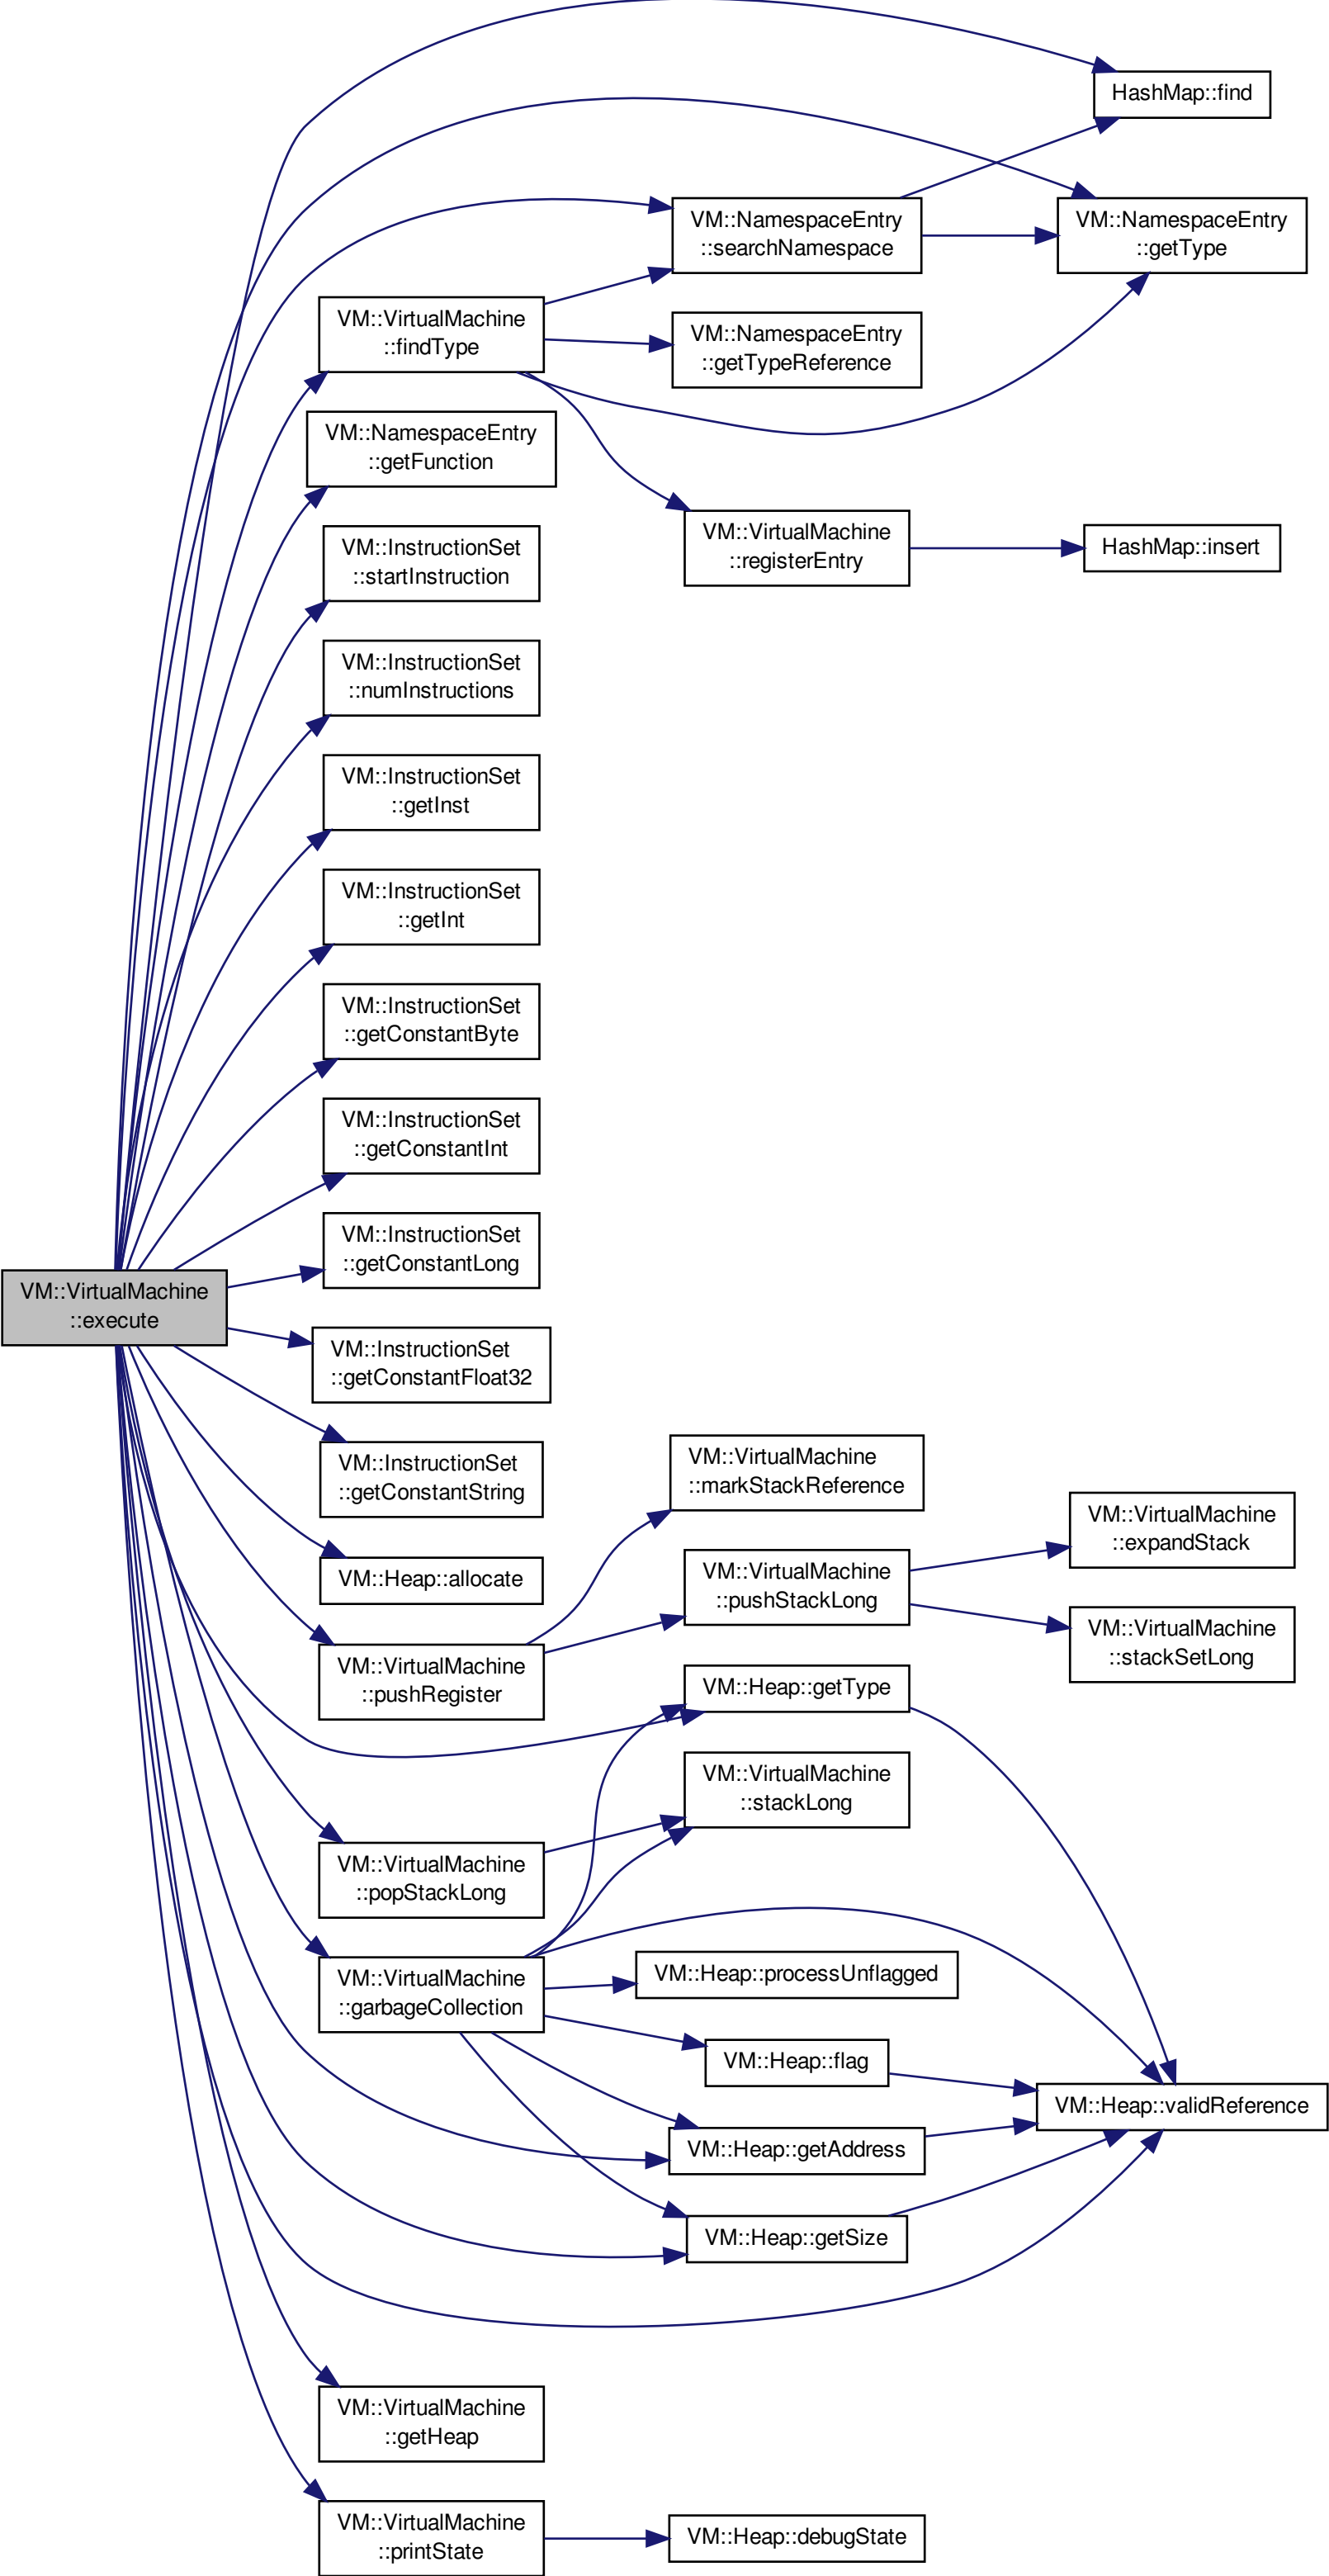 HashMap::find
VM::NamespaceEntry
::searchNamespace
VM::NamespaceEntry
::getType
VM::VirtualMachine
::findType
VM::NamespaceEntry
::getTypeReference
VM::NamespaceEntry
::getFunction
VM::InstructionSet
::startInstruction
VM::VirtualMachine
::registerEntry
HashMap::insert
VM::InstructionSet
::numInstructions
VM::InstructionSet
::getInst
VM::InstructionSet
::getInt
VM::InstructionSet
::getConstantByte
VM::InstructionSet
::getConstantInt
VM::InstructionSet
::getConstantLong
VM::VirtualMachine
::execute
VM::InstructionSet
::getConstantFloat32
VM::InstructionSet
::getConstantString
VM::VirtualMachine
::markStackReference
VM::VirtualMachine
::expandStack
VM::Heap::allocate
VM::VirtualMachine
::pushStackLong
VM::VirtualMachine
::stackSetLong
VM::VirtualMachine
::pushRegister
VM::Heap::getType
VM::VirtualMachine
::stackLong
VM::VirtualMachine
::popStackLong
VM::VirtualMachine
::garbageCollection
VM::Heap::processUnflagged
VM::Heap::flag
VM::Heap::validReference
VM::Heap::getAddress
VM::Heap::getSize
VM::VirtualMachine
::getHeap
VM::VirtualMachine
::printState
VM::Heap::debugState